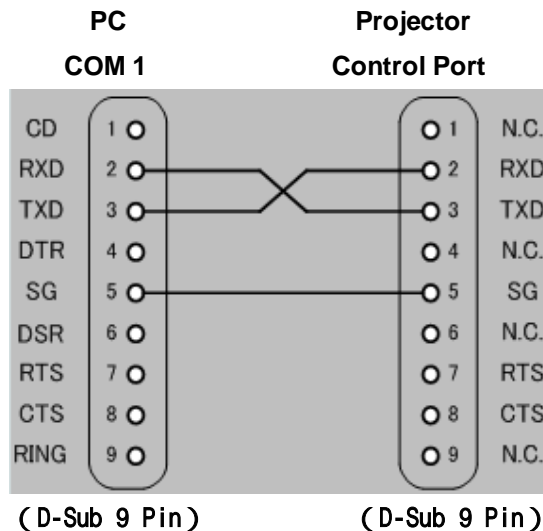 PC Projector
COM 1 Control Port
CD 1 1 N.C.
RXD 2 2 RXD
TXD 3 3 TXD
DTR 4 4 N.C.
SG 5 5 SG
DSR 6 6 N.C.
RTS 7 7 RTS
CTS 8 8 CTS
RING 9 9 N.C.
(D-Sub 9 Pin) (D-Sub 9 Pin)